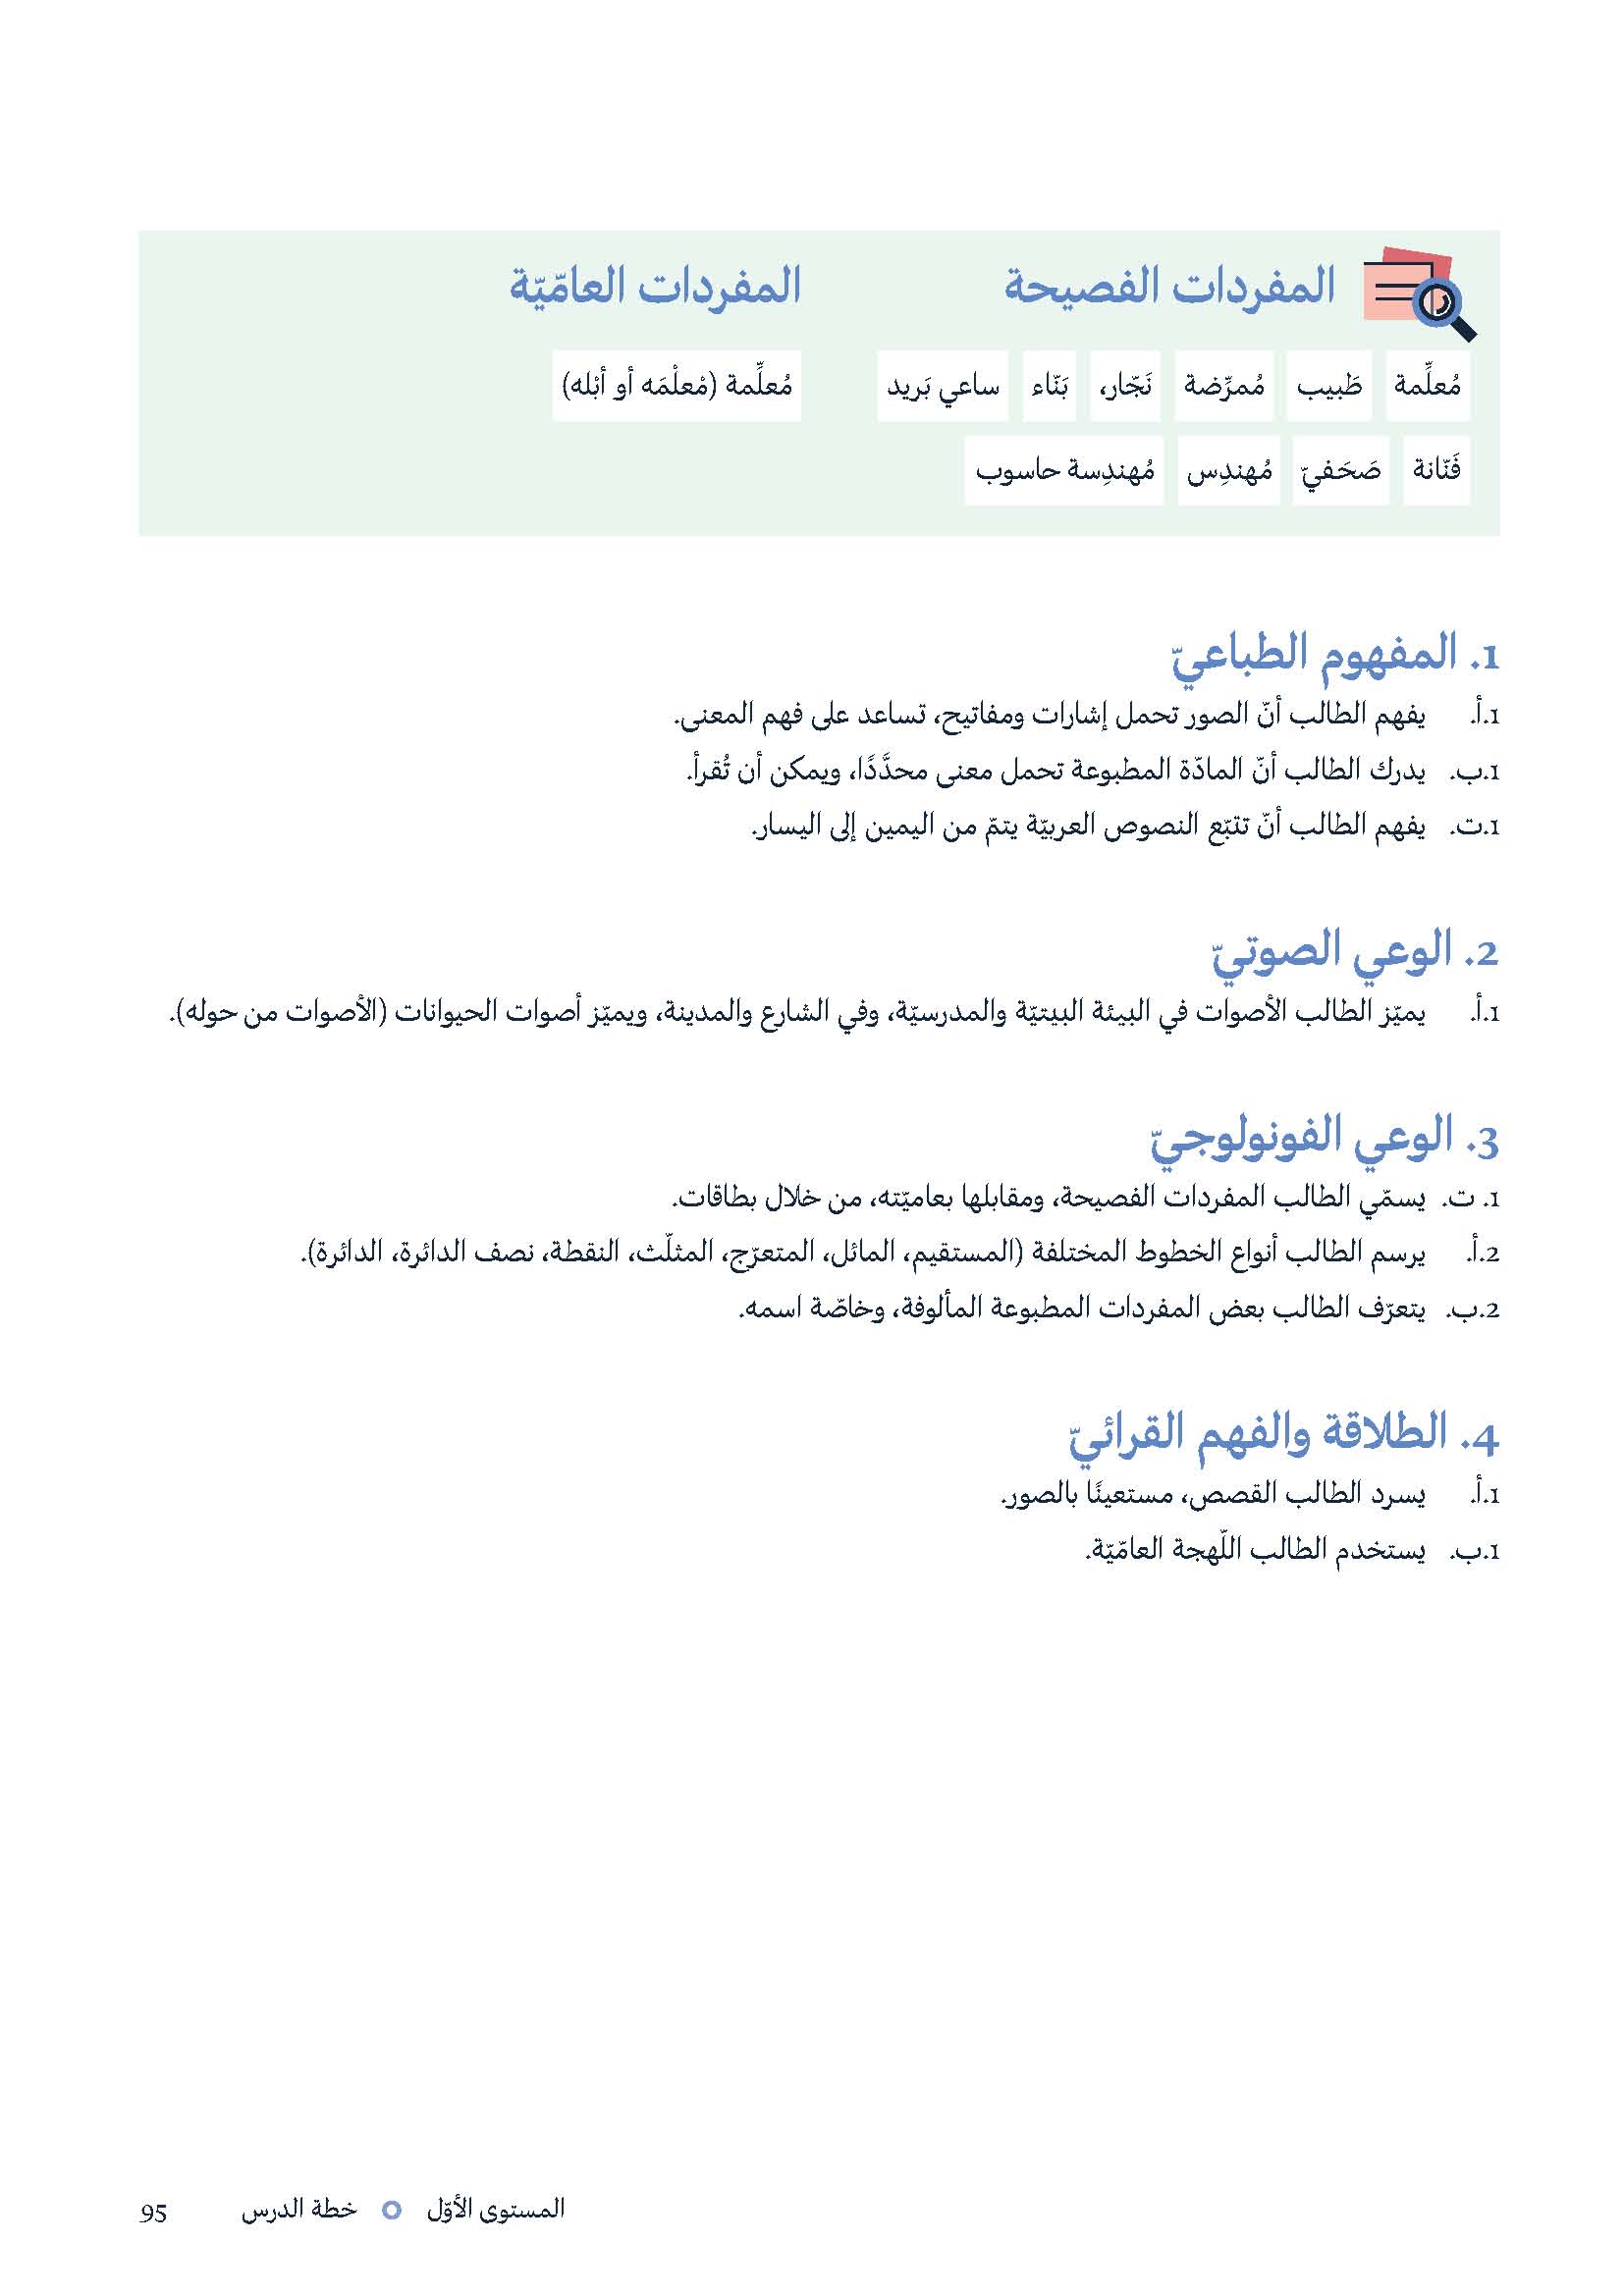 المفردات الفصيحة
مُعلِّمة طَبيب مُمرِّضة نَجّار، بَنّاء ساعي بَريد
فَنّانة صَحَفيّ مُهندِس مُهندِسة حاسوب
المفردات العامّيّة
مُعلِّمة (مْعلْمَه أو أبْله)
1. المفهوم الطباعيّ
1.أ. يفهم الطالب أنّ الصور تحمل إشارات ومفاتيح، تساعد على فهم المعنى.
1.ب. يدرك الطالب أنّ المادّة المطبوعة تحمل معنى محدَّدًا، ويمكن أن تُقرأ.
1.ت. يفهم الطالب أنّ تتبّع النصوص العربيّة يتمّ من اليمين إلى اليسار.
2. الوعي الصوتيّ
1.أ. يميّز الطالب الأصوات في البيئة البيتيّة والمدرسيّة، وفي الشارع والمدينة، ويميّز أصوات الحيوانات (الأصوات من حوله).
3. الوعي الفونولوجيّ
1. ت. يسمّي الطالب المفردات الفصيحة، ومقابلها بعاميّته، من خلال بطاقات.
2.أ. يرسم الطالب أنواع الخطوط المختلفة (المستقيم، المائل، المتعرّج، المثلّث، النقطة، نصف الدائرة، الدائرة).
2.ب. يتعرّف الطالب بعض المفردات المطبوعة المألوفة، وخاصّة اسمه.
4. الطلاقة والفهم القرائيّ
1.أ. يسرد الطالب القصص، مستعينًا بالصور.
1.ب. يستخدم الطالب اللّهجة العامّيّة.
المستوى الأوّل خطة الدرس 95